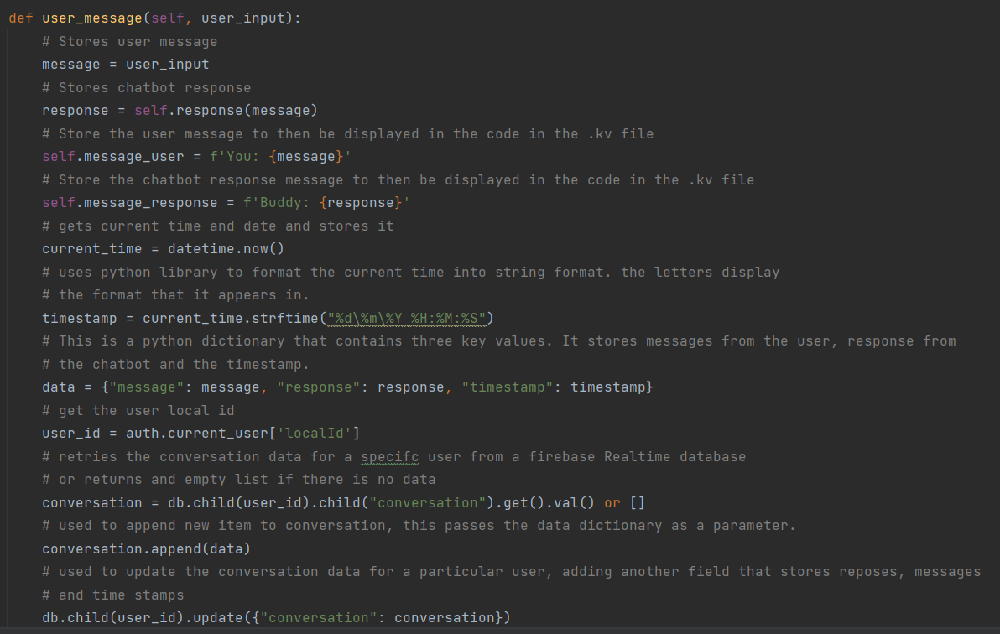 def user_message(self, user_input):
    # Stores user message
    message = user_input
    # Stores chatbot response
    response = self.response(message)
    # Store the user message to then be displayed in the code in the .kv file
    self.message_user = f'You: {message}'
    # Store the chatbot response message to then be displayed in the code in the .kv file
    self.message_response = f'Buddy: {response}'
    # gets current time and date and stores it
    current_time = datetime.now()
    # uses python library to format the current time into string format. the letters display
    # the format that it appears in.
    timestamp = current_time.strftime("%d\%m\%Y %H:%M:%S")
    # This is a python dictionary that contains three key values. It stores messages from the user, response from
    # the chatbot and the timestamp.
    data = {"message": message, "response": response, "timestamp": timestamp}
    # get the user local id
    user_id = auth.current_user['localId']
    # retries the conversation data for a specifc user from a firebase Realtime database
    # or returns and empty list if there is no data
    conversation = db.child(user_id).child("conversation").get().val() or []
    # used to append new item to conversation, this passes the data dictionary as a parameter.
    conversation.append(data)
    # used to update the conversation data for a particular user, adding another field that stores reposes, messages
    # and time stamps
    db.child(user_id).update({"conversation": conversation})